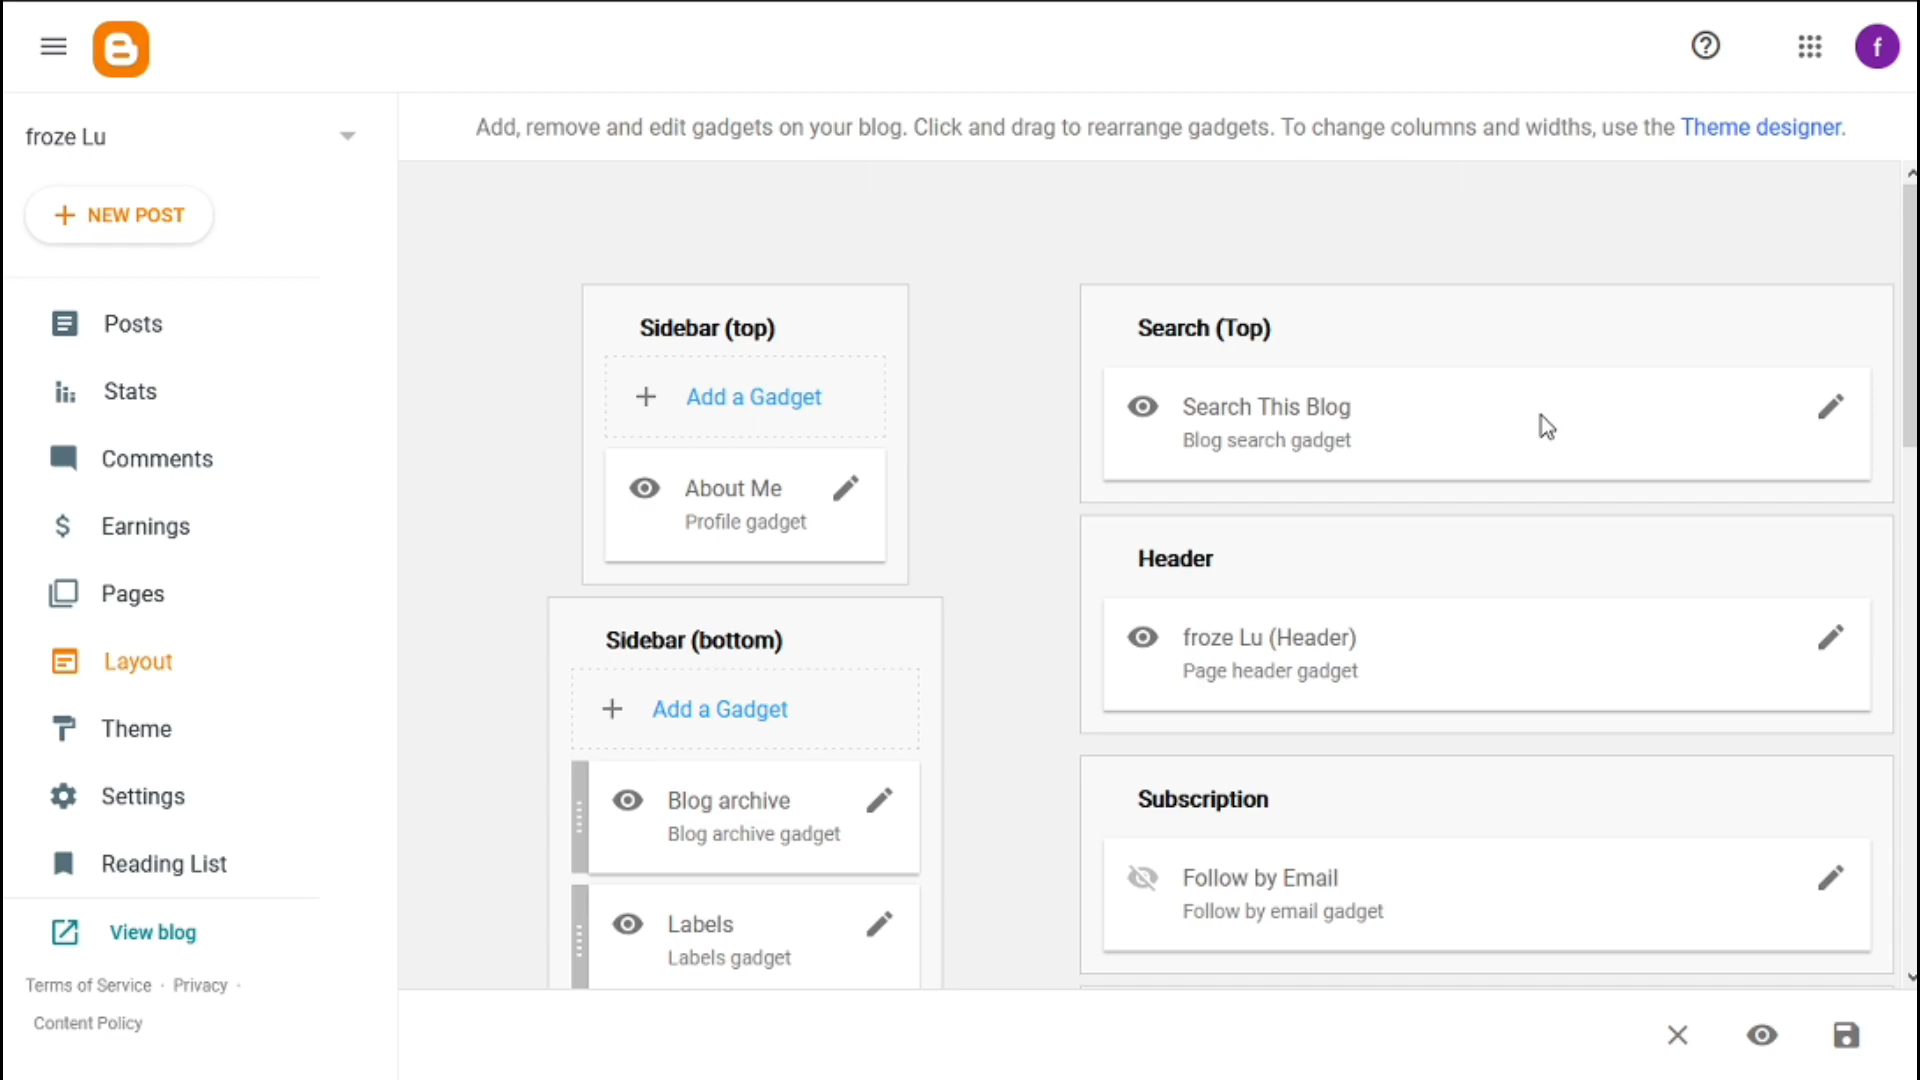 f
froze Lu
Add, remove and edit gadgets on your blog. Click and drag to rearrange gadgets. To change columns and widths, use the Theme designer.
+ NEW POST
Posts
Stats
Comments
Earnings
Pages
Layout
Theme
Settings
Reading List
View blog
Terms of Service · Privacy ·
Content Policy
Sidebar (top)
+ Add a Gadget
About Me
Profile gadget
Sidebar (bottom)
+ Add a Gadget
Blog archive
Blog archive gadget
Labels
Labels gadget
Search (Top)
Search This Blog
Blog search gadget
Header
froze Lu (Header)
Page header gadget
Subscription
Follow by Email
Follow by email gadget